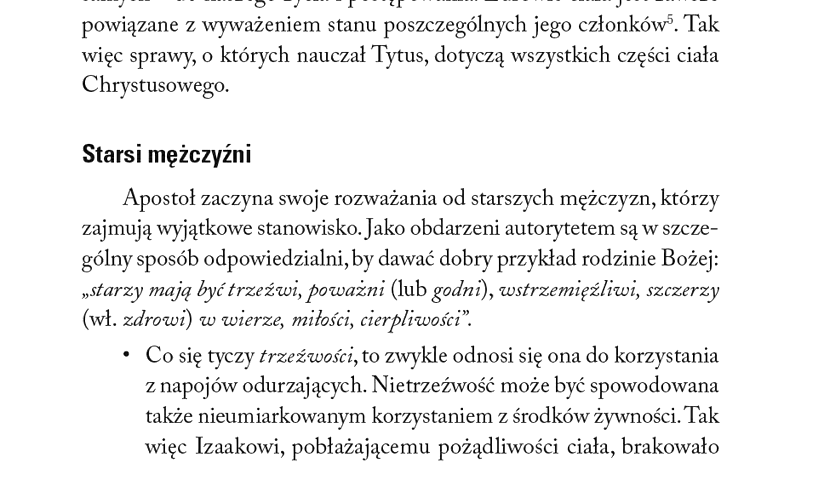 powiązane z wyważeniem stanu poszczególnych jego członków⁵. Tak
więc sprawy, o których nauczał Tytus, dotyczą wszystkich części ciała
Chrystusowego.
Starsi mężczyźni
Apostoł zaczyna swoje rozważania od starszych mężczyzn, którzy
zajmują wyjątkowe stanowisko. Jako obdarzeni autorytetem są w szcze-
gólny sposób odpowiedzialni, by dawać dobry przykład rodzinie Bożej:
„starzy mają być trzeźwi, poważni (lub godni), wstrzemięźliwi, szczerzy
(wł. zdrowi) w wierze, miłości, cierpliwości”.
• Co się tyczy trzeźwości, to zwykle odnosi się ona do korzystania
z napojów odurzających. Nietrzeźwość może być spowodowana
także nieumiarkowanym korzystaniem z środków żywności. Tak
więc Izaakowi, pobłażającemu pożądliwości ciała, brakowało